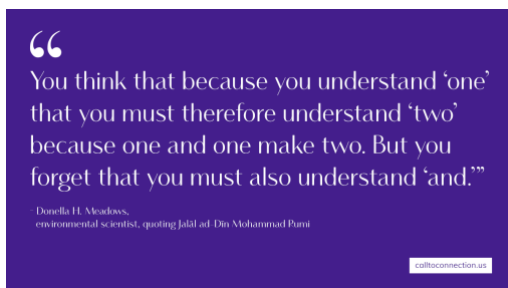 “
You think that because you understand ‘one’
that you must therefore understand ‘two’
because one and one make two. But you
forget that you must also understand ‘and.’”
- Donella H. Meadows,
environmental scientist, quoting Jalāl ad-Dīn Mohammad Pumi
calltoconnection.us